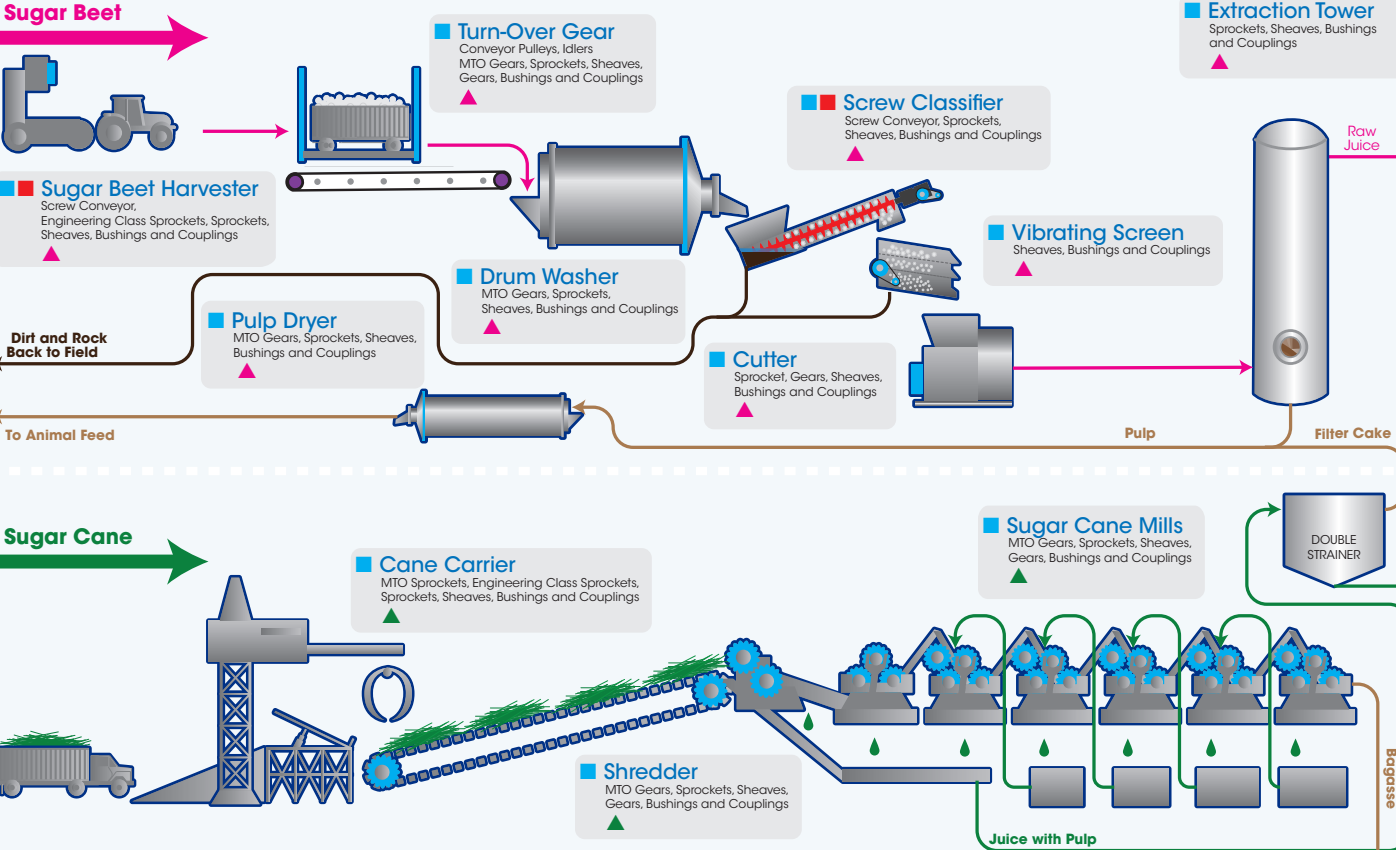 Sugar Beet
Turn-Over Gear
Conveyor Pulleys, Idlers
MTO Gears, Sprockets, Sheaves,
Gears, Bushings and Couplings
Extraction Tower
Sprockets, Sheaves, Bushings
and Couplings
Screw Classifier
Screw Conveyor, Sprockets,
Sheaves, Bushings and Couplings
Raw
Juice
Sugar Beet Harvester
Screw Conveyor,
Engineering Class Sprockets, Sprockets,
Sheaves, Bushings and Couplings
Vibrating Screen
Sheaves, Bushings and Couplings
Drum Washer
MTO Gears, Sprockets,
Sheaves, Bushings and Couplings
Pulp Dryer
MTO Gears, Sprockets, Sheaves,
Bushings and Couplings
Dirt and Rock
Back to Field
Cutter
Sprocket, Gears, Sheaves,
Bushings and Couplings
To Animal Feed
Pulp
Filter Cake
Sugar Cane
Sugar Cane Mills
MTO Gears, Sprockets, Sheaves,
Gears, Bushings and Couplings
DOUBLE
STRAINER
Cane Carrier
MTO Sprockets, Engineering Class Sprockets,
Sprockets, Sheaves, Bushings and Couplings
Shredder
MTO Gears, Sprockets, Sheaves,
Gears, Bushings and Couplings
Bagasse
Juice with Pulp